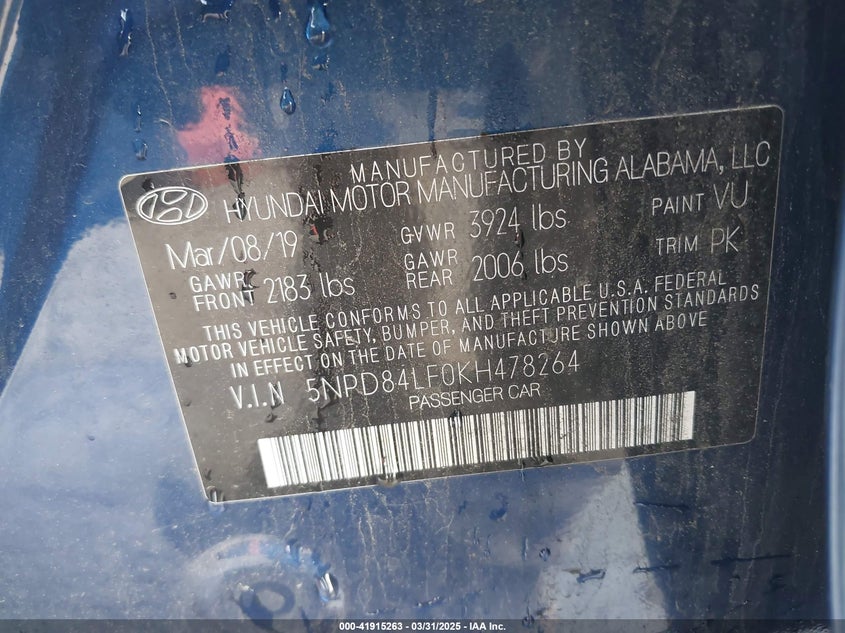 MANUFACTURED BY
HYUNDAI MOTOR MANUFACTURING ALABAMA, LLC
Mar/08/19 GVWR 3924 lbs PAINT VU
GAWR FRONT 2183 lbs GAWR REAR 2006 lbs TRIM PK
THIS VEHICLE CONFORMS TO ALL APPLICABLE U.S.A. FEDERAL
MOTOR VEHICLE SAFETY, BUMPER, AND THEFT PREVENTION STANDARDS
IN EFFECT ON THE DATE OF MANUFACTURE SHOWN ABOVE
V.I.N 5NPD84LF0KH478264
PASSENGER CAR
000-41915263 - 03/31/2025 - IAA Inc.